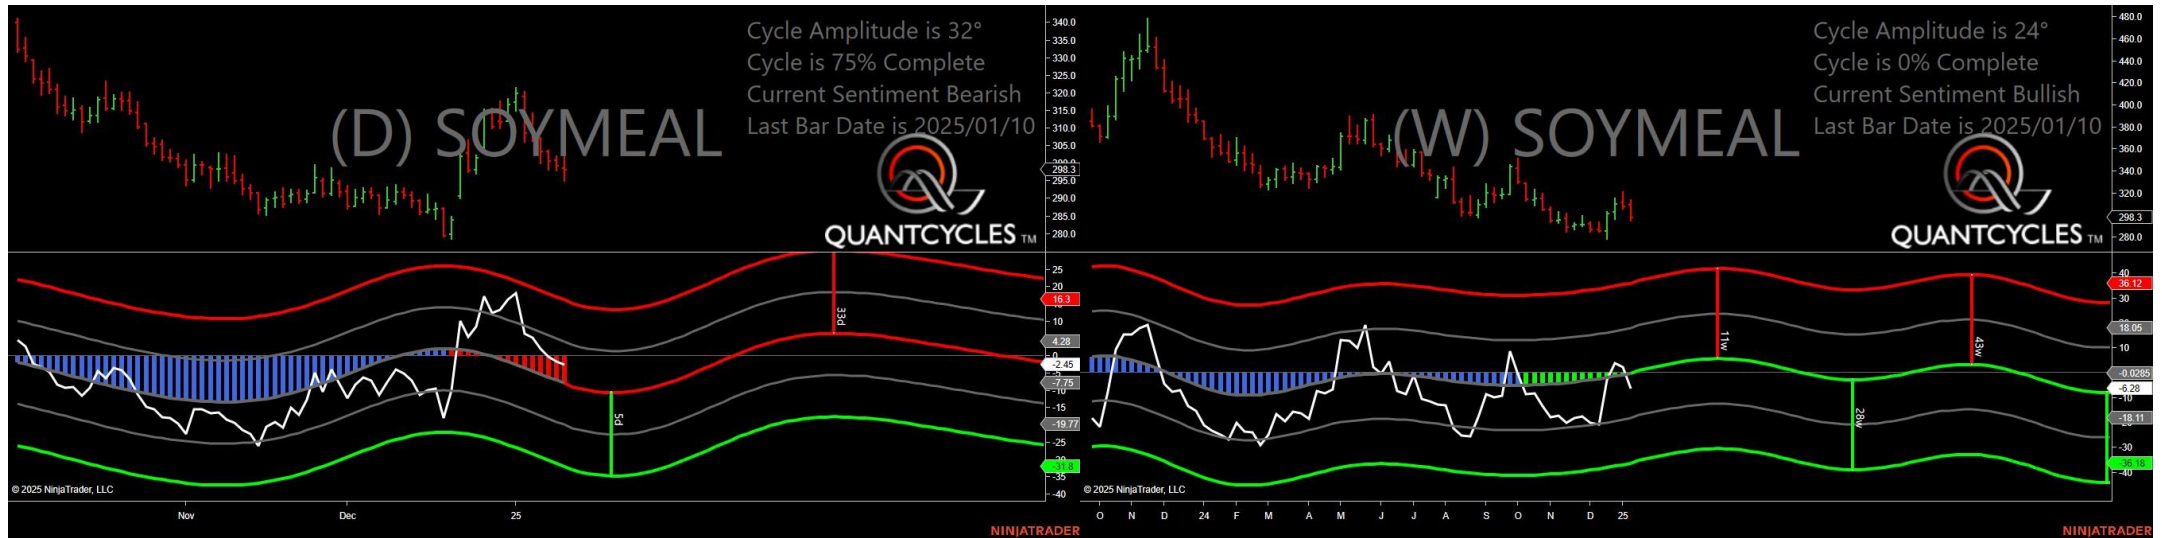 Cycle Amplitude is 32°
Cycle is 75% Complete
Current Sentiment Bearish
Last Bar Date is 2025/01/10
(D) SOYMEAL
QUANTCYCLES TM
340.0
335.0
330.0
325.0
320.0
315.0
310.0
305.0
298.3
295.0
290.0
285.0
280.0
25
20
16.3
10
4.28
0
-2.45
-7.75
-10
-15
-19.77
-25
-31.8
-35
-40
33d
5d
© 2025 NinjaTrader, LLC
Nov
Dec
25
NINJATRADER
Cycle Amplitude is 24°
Cycle is 0% Complete
Current Sentiment Bullish
Last Bar Date is 2025/01/10
(W) SOYMEAL
QUANTCYCLES TM
480.0
460.0
440.0
420.0
400.0
380.0
360.0
340.0
320.0
298.3
280.0
40
36.12
30
18.05
10
-0.0285
-6.28
-10
-18.11
-30
-36.18
-40
11w
28w
43w
© 2025 NinjaTrader, LLC
O
N
D
24
F
M
A
M
J
J
A
S
O
N
D
25
NINJATRADER